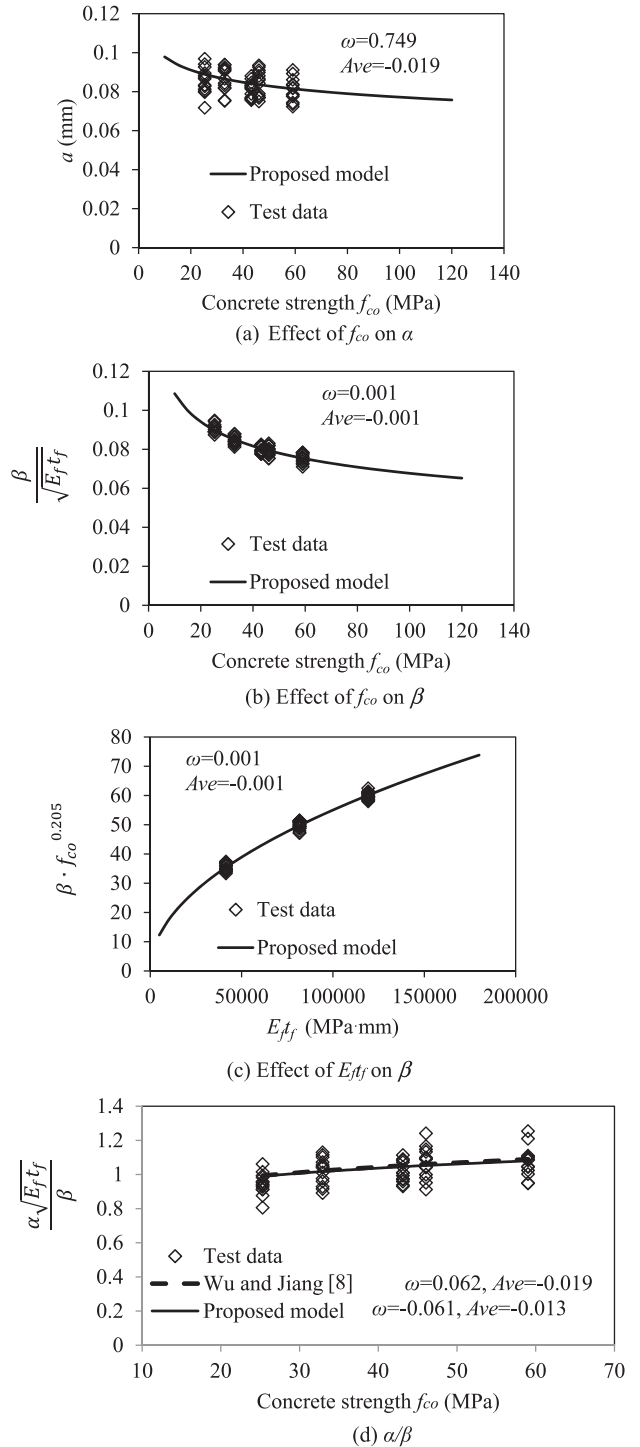 0.12
0.1
0.08
0.06
0.04
0.02
0
a (mm)
ω=0.749
Ave=-0.019
Proposed model
Test data
0 20 40 60 80 100 120 140
Concrete strength fco (MPa)
(a) Effect of fco on α
0.12
0.1
0.08
0.06
0.04
0.02
0
β
√Ef tf
ω=0.001
Ave=-0.001
Test data
Proposed model
0 20 40 60 80 100 120 140
Concrete strength fco (MPa)
(b) Effect of fco on β
80
70
60
50
40
30
20
10
0
β · fco^0.205
ω=0.001
Ave=-0.001
Test data
Proposed model
0 50000 100000 150000 200000
Eftf (MPa·mm)
(c) Effect of Eftf on β
1.4
1.2
1
0.8
0.6
0.4
0.2
0
α√Ef tf
β
Test data
Wu and Jiang [8] ω=0.062, Ave=-0.019
Proposed model ω=-0.061, Ave=-0.013
10 20 30 40 50 60 70
Concrete strength fco (MPa)
(d) α/β